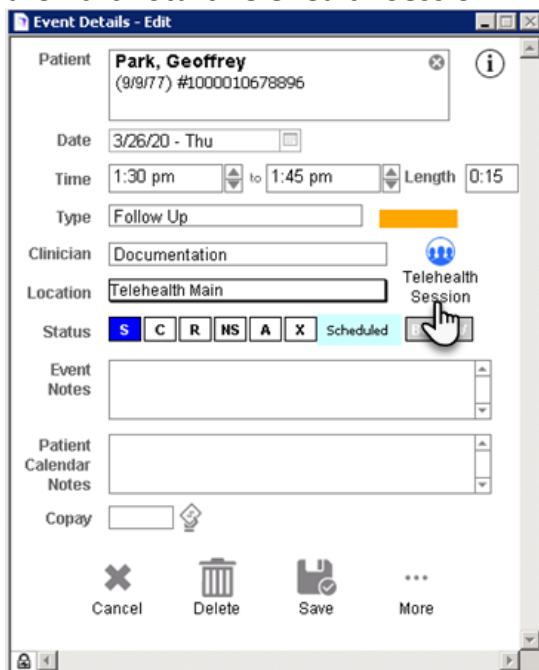 Event Details - Edit
Patient
Park, Geoffrey
(9/9/77) #1000010678896
i
Date 3/26/20 - Thu
Time 1:30 pm to 1:45 pm Length 0:15
Type Follow Up
Clinician Documentation
Telehealth
Session
Location Telehealth Main
Status S C R NS A X Scheduled
Event
Notes
Patient
Calendar
Notes
Copay
Cancel Delete Save More